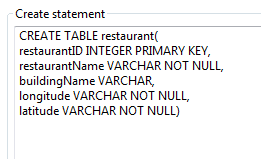 Create statement
CREATE TABLE restaurant(
restaurantID INTEGER PRIMARY KEY,
restaurantName VARCHAR NOT NULL,
buildingName VARCHAR,
longitude VARCHAR NOT NULL,
latitude VARCHAR NOT NULL)